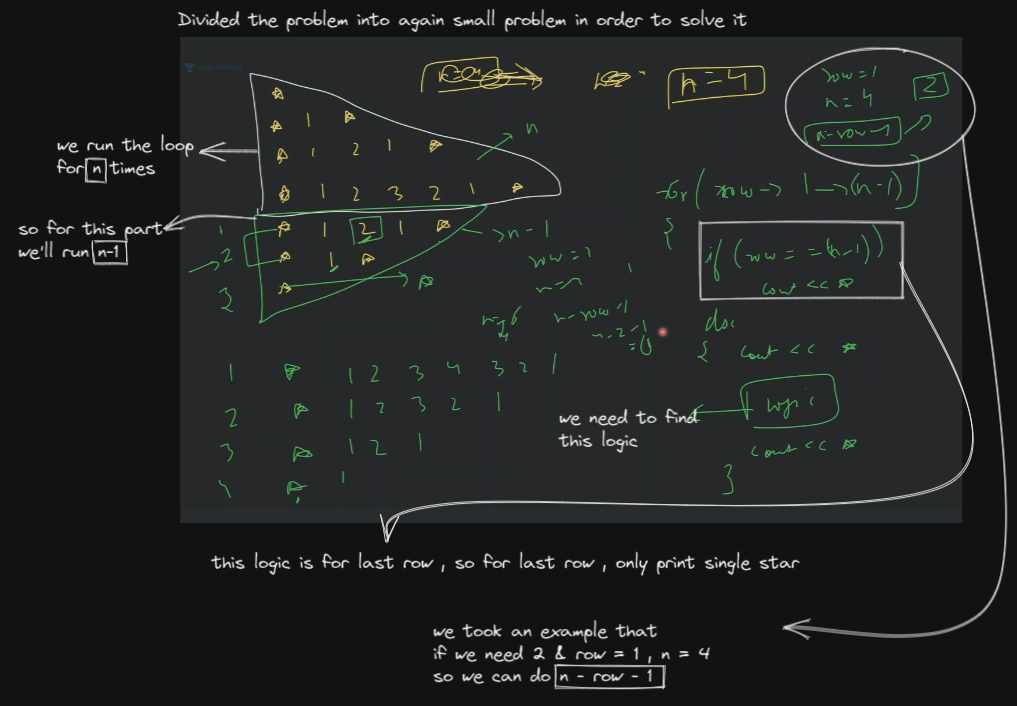 Divided the problem into again small problem in order to solve it
unacademy
n=4
row=1
n=4
2
n-row-1
we run the loop
for n times
1
1 2 1
1 2 3 2 1
n
so for this part
we'll run n-1
1 1 2 1
2 1
3
n-1
for(row-> 1->(n-1))
{
if (row==(n-1))
cout <<
{ cout <<
logic
cout <<
}
we need to find
this logic
n-row-1
n-2-1
1 1 2 3 4 3 2 1
2 1 2 3 2 1
3 1 2 1
4 1
this logic is for last row, so for last row, only print single star
we took an example that
if we need 2 & row = 1, n = 4
so we can do n - row - 1